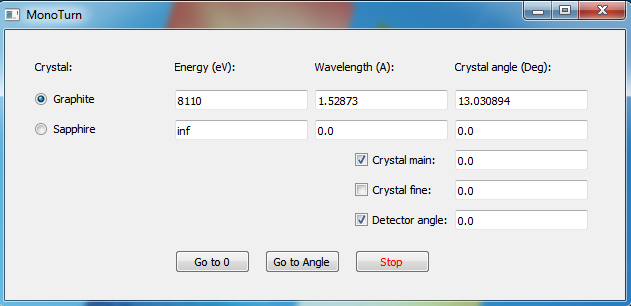 MonoTurn
Crystal: Energy (eV): Wavelength (A): Crystal angle (Deg):
Graphite 8110 1.52873 13.030894
Sapphire inf 0.0 0.0
Crystal main: 0.0
Crystal fine: 0.0
Detector angle: 0.0
Go to 0 Go to Angle Stop